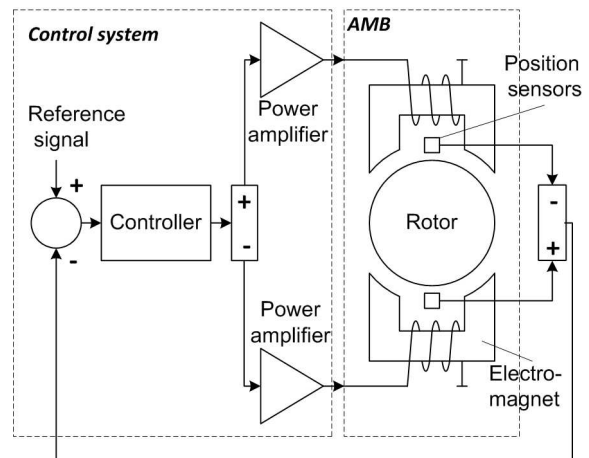 Control system
AMB
Power
amplifier
Position
sensors
Reference
signal
+
-
Controller
+
-
Rotor
-
+
Power
amplifier
Electro-
magnet